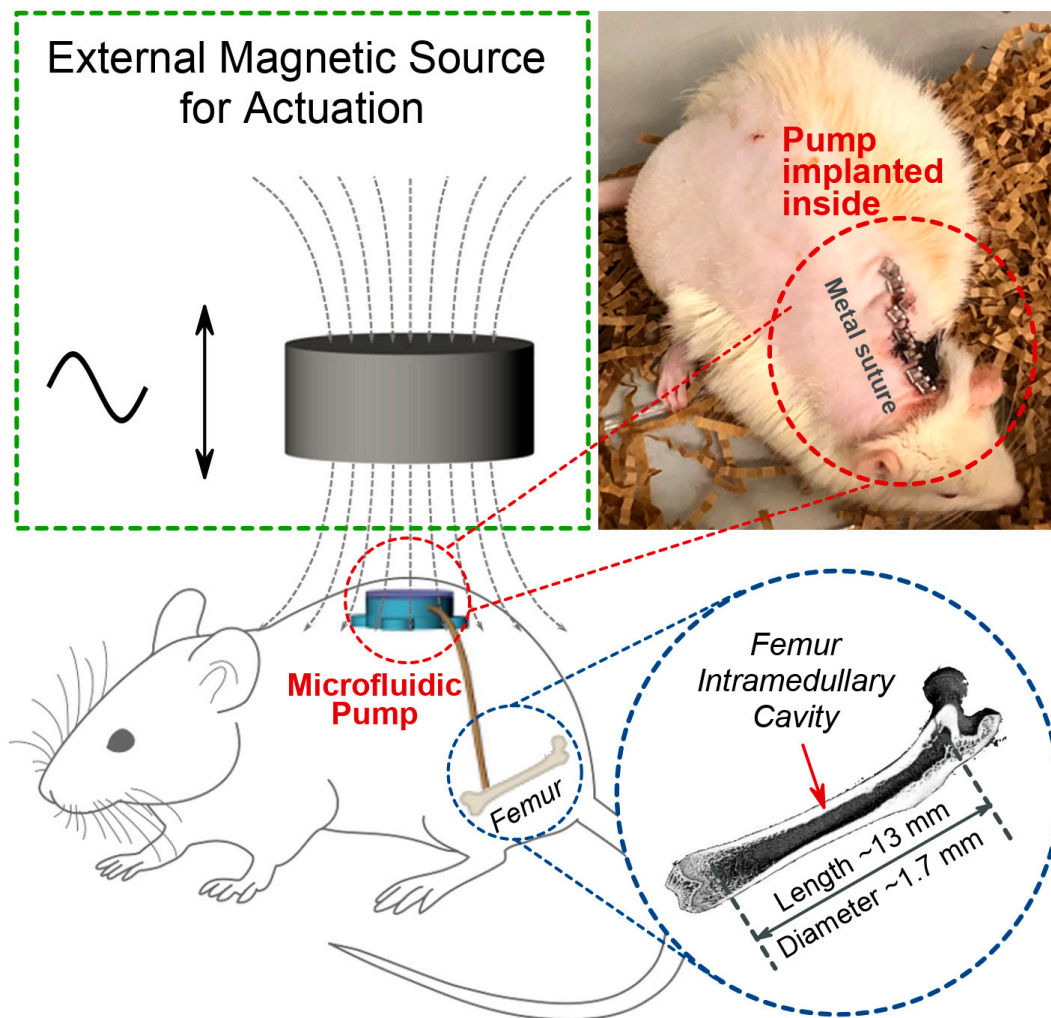 External Magnetic Source
for Actuation
Pump
implanted
inside
Metal suture
Microfluidic
Pump
Femur
Femur
Intramedullary
Cavity
Length ~13 mm
Diameter ~1.7 mm